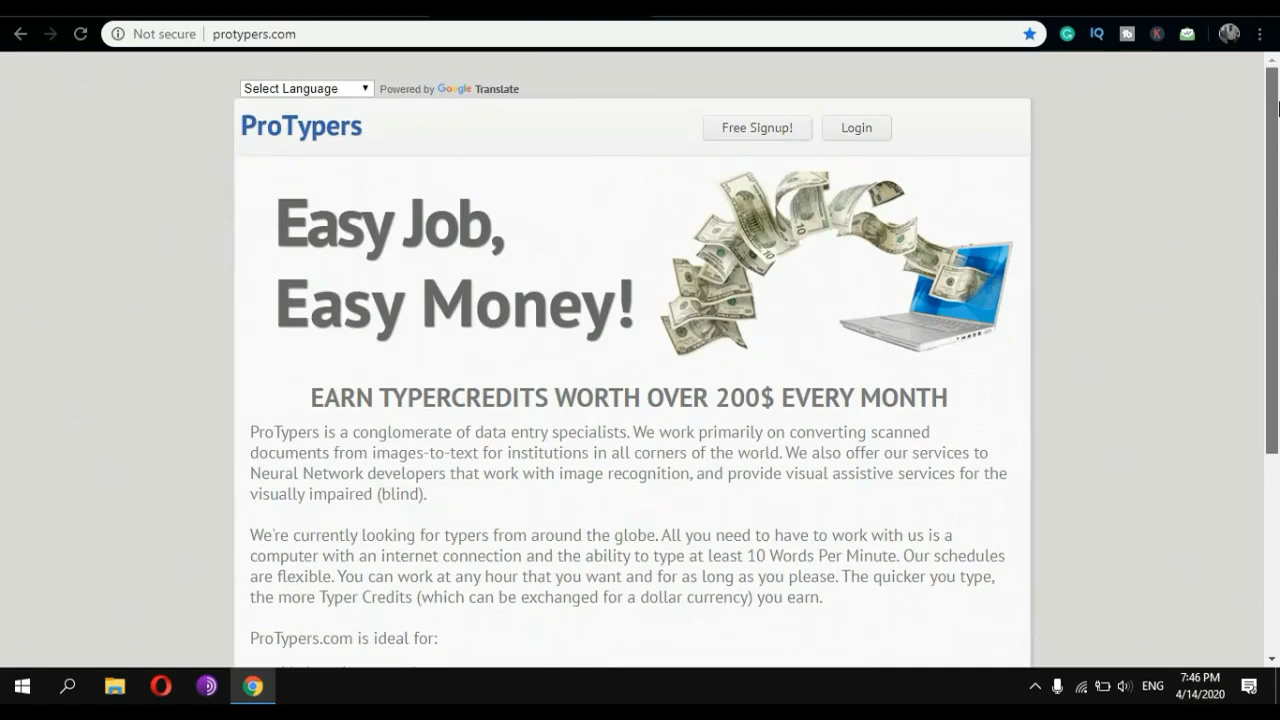 Not secure
protypers.com
IQ
K
Select Language
Powered by Google Translate
ProTypers
Free Signup!
Login
Easy Job,
Easy Money!
EARN TYPERCREDITS WORTH OVER 200$ EVERY MONTH
ProTypers is a conglomerate of data entry specialists. We work primarily on converting scanned
documents from images-to-text for institutions in all corners of the world. We also offer our services to
Neural Network developers that work with image recognition, and provide visual assistive services for the
visually impaired (blind).
We're currently looking for typers from around the globe. All you need to have to work with us is a
computer with an internet connection and the ability to type at least 10 Words Per Minute. Our schedules
are flexible. You can work at any hour that you want and for as long as you please. The quicker you type,
the more Typer Credits (which can be exchanged for a dollar currency) you earn.
ProTypers.com is ideal for:
ENG
7:46 PM
4/14/2020